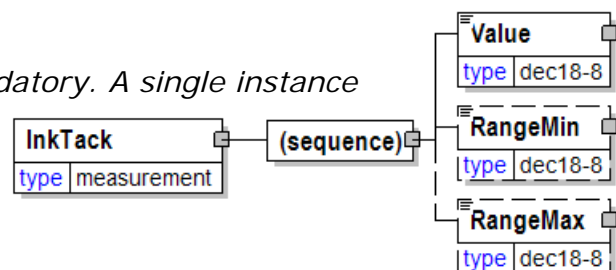 datory. A single instance
InkTack
type measurement
(sequence)
Value
type dec18-8
RangeMin
type dec18-8
RangeMax
type dec18-8